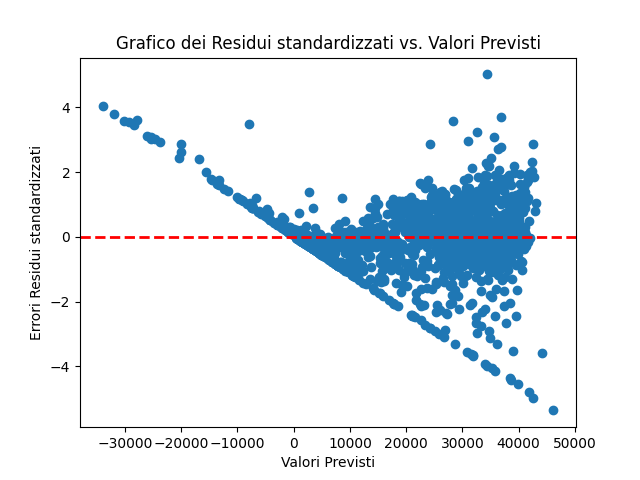 Grafico dei Residui standardizzati vs. Valori Previsti
Errori Residui standardizzati
4
2
0
−2
−4
−30000 −20000 −10000 0 10000 20000 30000 40000 50000
Valori Previsti